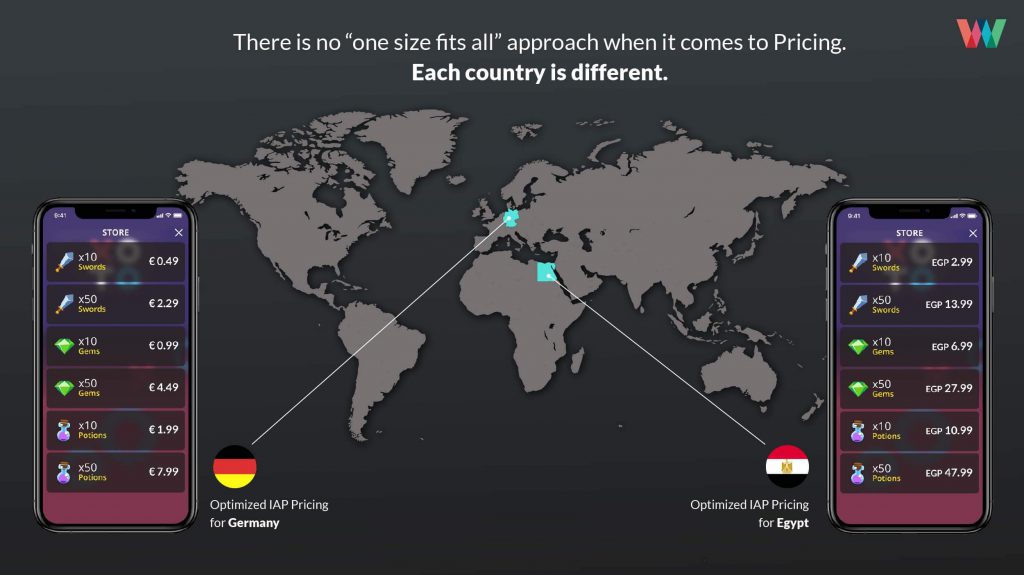 There is no “one size fits all” approach when it comes to Pricing.
Each country is different.
9:41
STORE
x10
Swords
€ 0.49
x50
Swords
€ 2.29
x10
Gems
€ 0.99
x50
Gems
€ 4.49
x10
Potions
€ 1.99
x50
Potions
€ 7.99
Optimized IAP Pricing
for Germany
Optimized IAP Pricing
for Egypt
9:41
STORE
x10
Swords
EGP 2.99
x50
Swords
EGP 13.99
x10
Gems
EGP 6.99
x50
Gems
EGP 27.99
x10
Potions
EGP 10.99
x50
Potions
EGP 47.99